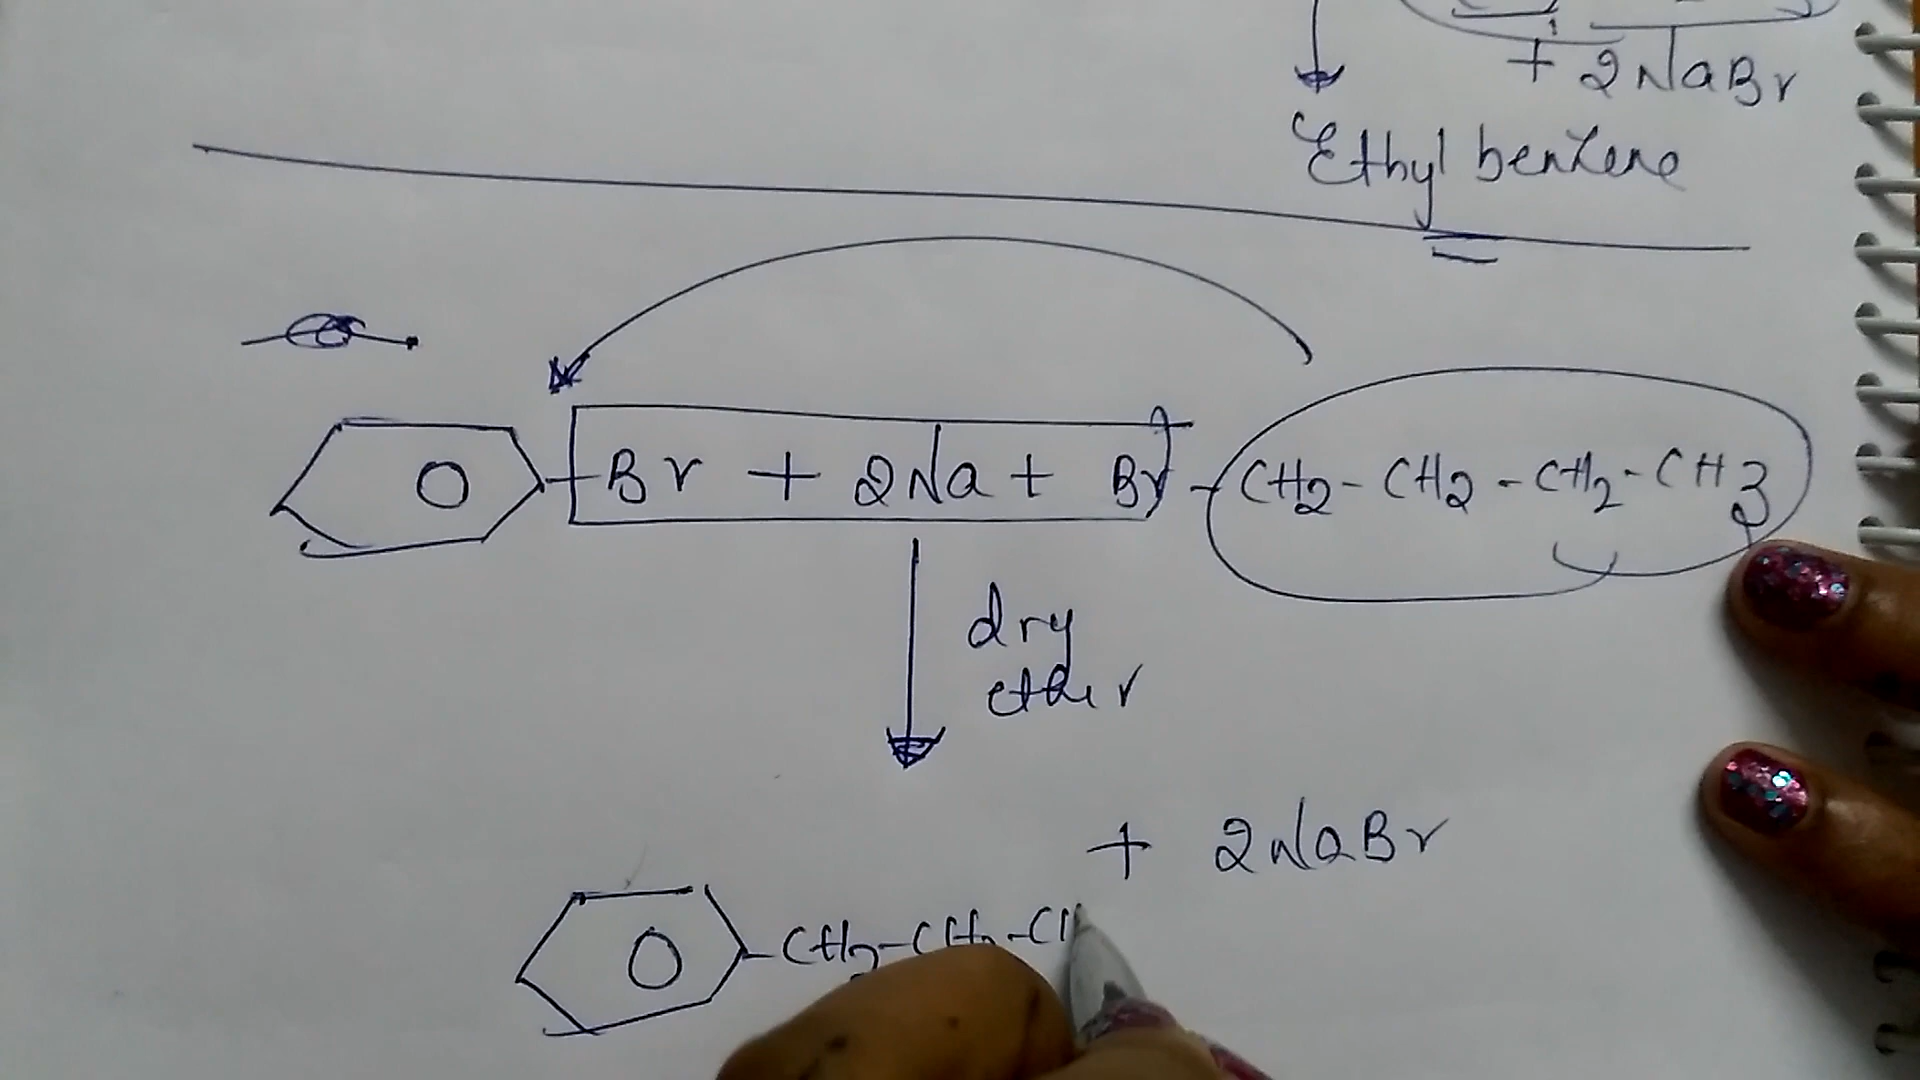 + 2NaBr
Ethyl benzene
Br + 2Na + Br - CH2 - CH2 - CH2 - CH3
dry
ether
+ 2NaBr
-CH2-CH2-CH